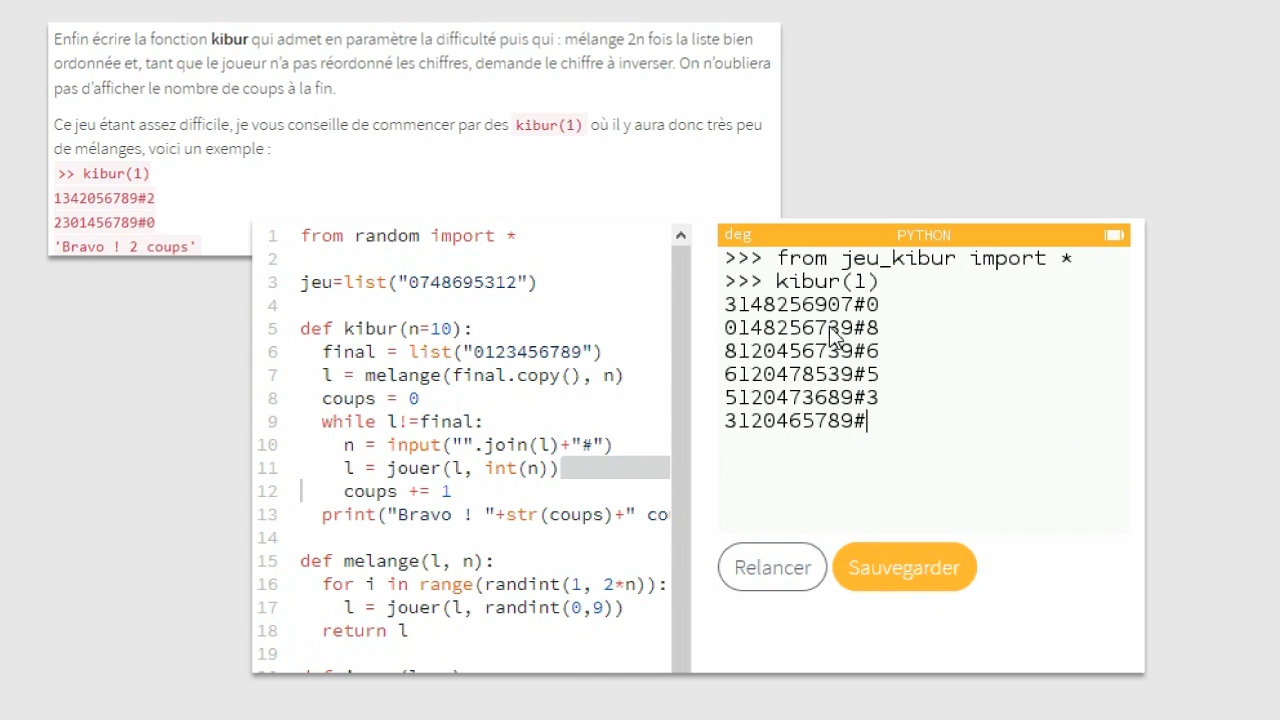 Enfin écrire la fonction kibur qui admet en paramètre la difficulté puis qui : mélange 2n fois la liste bien
ordonnée et, tant que le joueur n'a pas réordonné les chiffres, demande le chiffre à inverser. On n'oubliera
pas d'afficher le nombre de coups à la fin.
Ce jeu étant assez difficile, je vous conseille de commencer par des kibur(1) où il y aura donc très peu
de mélanges, voici un exemple :
>> kibur(1)
1342056789#2
2301456789#0
'Bravo ! 2 coups'
1 from random import *
2
3 jeu=list("0748695312")
4
5 def kibur(n=10):
6 final = list("0123456789")
7 l = melange(final.copy(), n)
8 coups = 0
9 while l!=final:
10 n = input("".join(l)+"#")
11 l = jouer(l, int(n))
12 coups += 1
13 print("Bravo ! "+str(coups)+" co
14
15 def melange(l, n):
16 for i in range(randint(1, 2*n)):
17 l = jouer(l, randint(0,9))
18 return l
19
deg PYTHON
>>> from jeu_kibur import *
>>> kibur(1)
3148256907#0
0148256739#8
8120456739#6
6120478539#5
5120473689#3
3120465789#
Relancer Sauvegarder